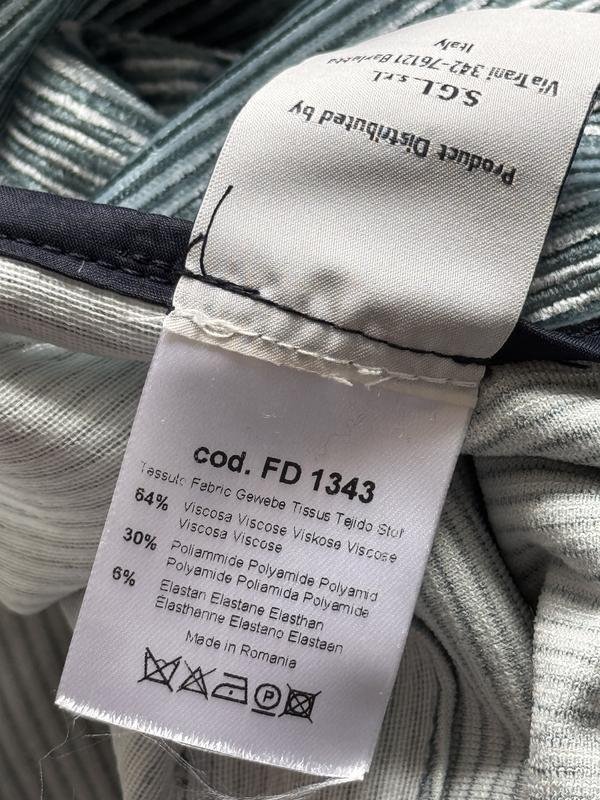 Product Distributed by
SGL s.r.l.
Via Trani 342-76121 Barletta
Italy
cod. FD 1343
Tessuto Fabric Gewebe Tissus Tejido Stof
64% Viscosa Viscose Viskose Viscose
Viscosa Viscose
30% Poliammide Polyamide Polyamid
Polyamide Poliamida Polyamide
6% Elastan Elastane Elasthan
Élasthanne Elastano Elastaan
Made in Romania
P